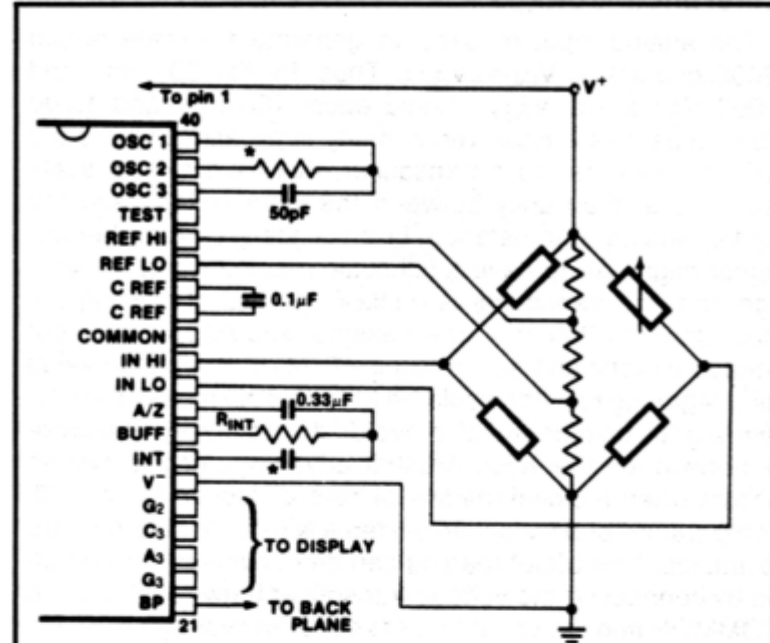 To pin 1
V+
40
OSC 1
OSC 2
*
OSC 3
50pF
TEST
REF HI
REF LO
C REF
0.1µF
C REF
COMMON
IN HI
IN LO
A/Z
0.33µF
BUFF
RINT
INT
*
V−
G2
C3
A3
TO DISPLAY
G3
BP
TO BACK
PLANE
21